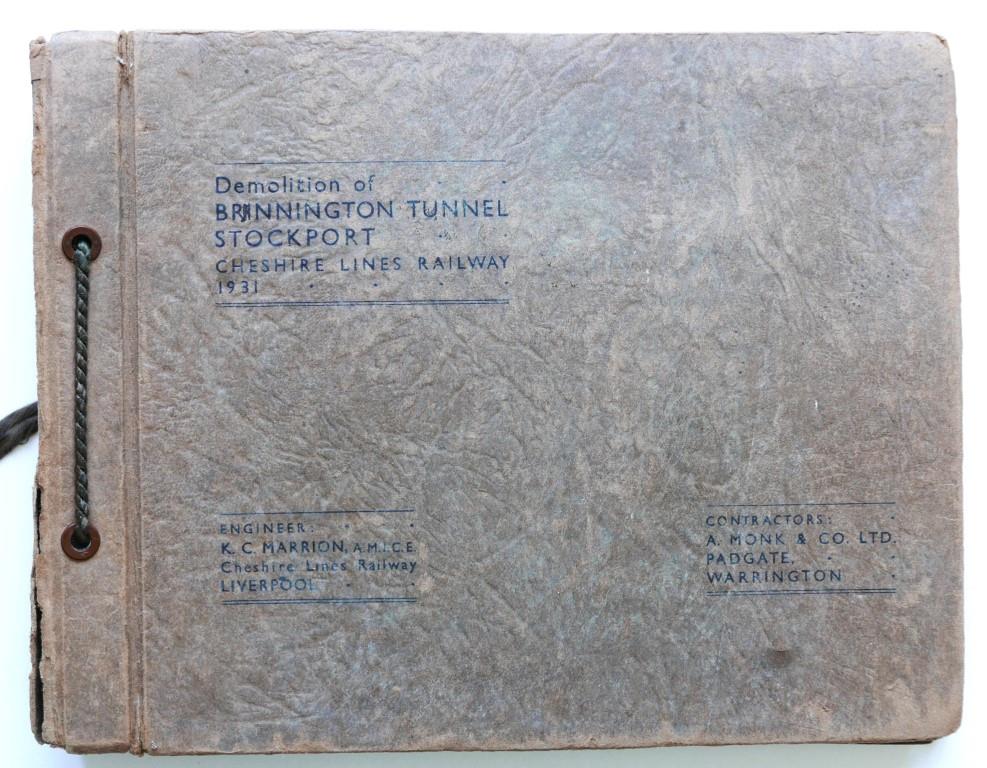 Demolition of
BRINNINGTON TUNNEL
STOCKPORT
CHESHIRE LINES RAILWAY
1931
ENGINEER:
K. C. MARRION, A.M.I.C.E.
Cheshire Lines Railway
LIVERPOOL
CONTRACTORS:
A. MONK & CO. LTD.
PADGATE,
WARRINGTON